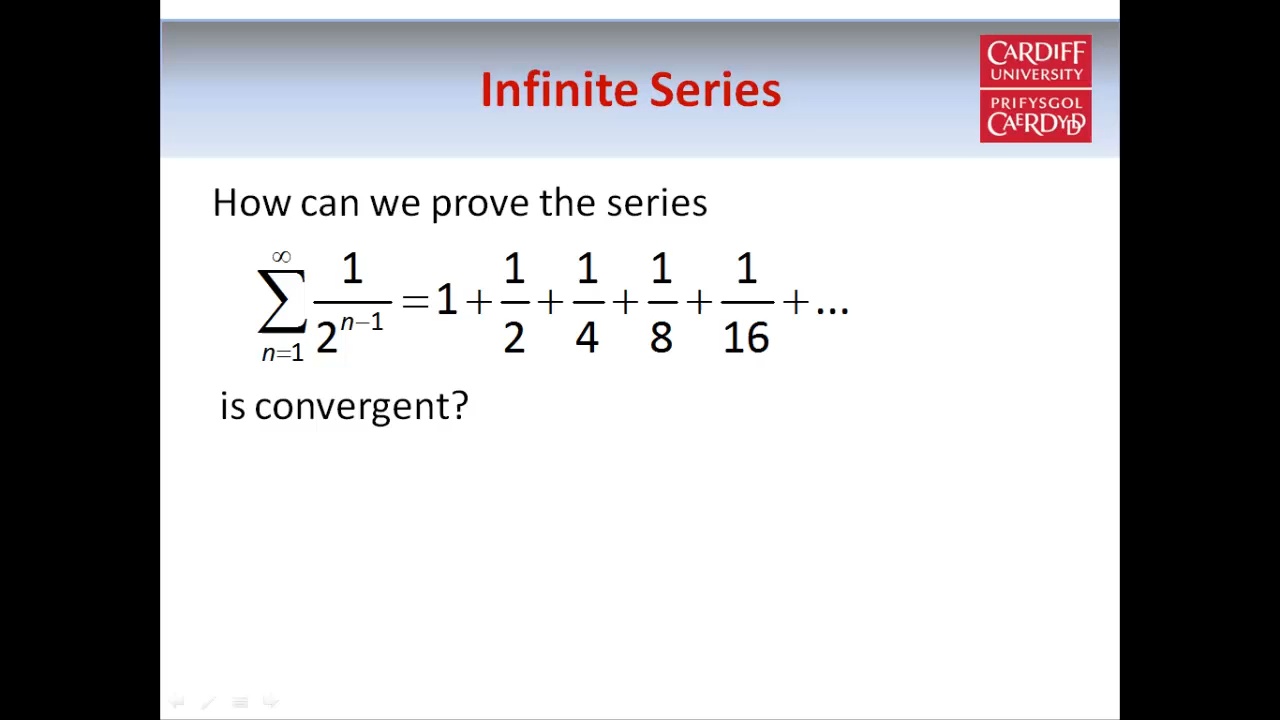 Infinite Series
CARDIFF
UNIVERSITY
PRIFYSGOL
CAERDYDD
How can we prove the series
∑_{n=1}^{∞} 1/2^{n−1} = 1 + 1/2 + 1/4 + 1/8 + 1/16 + ...
is convergent?